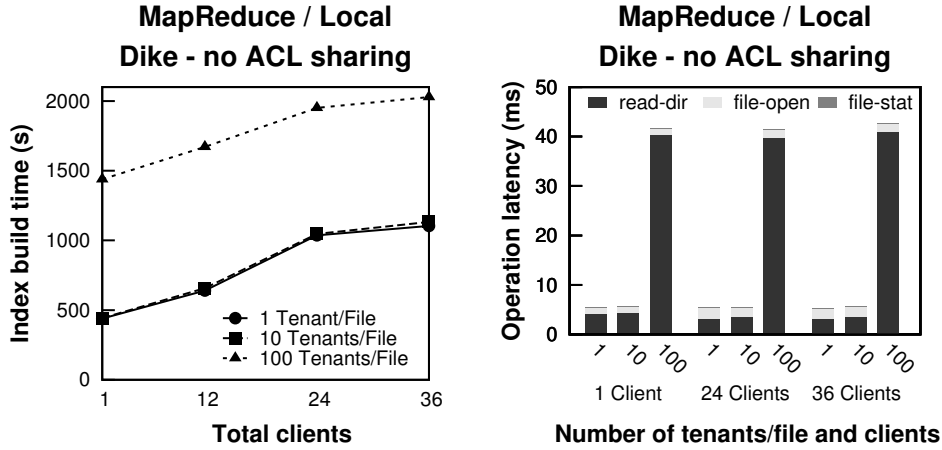 MapReduce / Local
Dike - no ACL sharing
Index build time (s)
2000
1500
1000
500
0
1 Tenant/File
10 Tenants/File
100 Tenants/File
1 12 24 36
Total clients
MapReduce / Local
Dike - no ACL sharing
Operation latency (ms)
50
40
30
20
10
0
read-dir file-open file-stat
1 10 100 1 10 100 1 10 100
1 Client 24 Clients 36 Clients
Number of tenants/file and clients